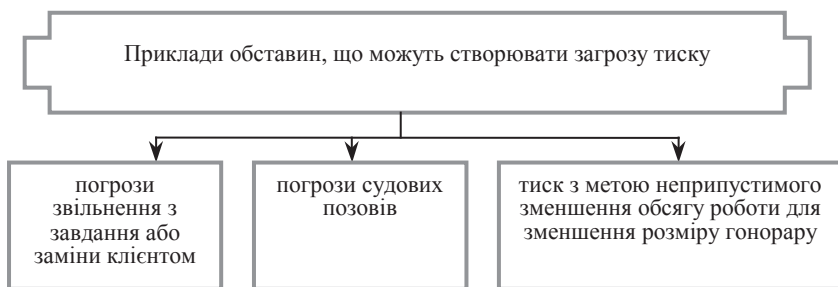 Приклади обставин, що можуть створювати загрозу тиску
погрози
звільнення з
завдання або
заміни клієнтом
погрози судових
позовів
тиск з метою неприпустимого
зменшення обсягу роботи для
зменшення розміру гонорару